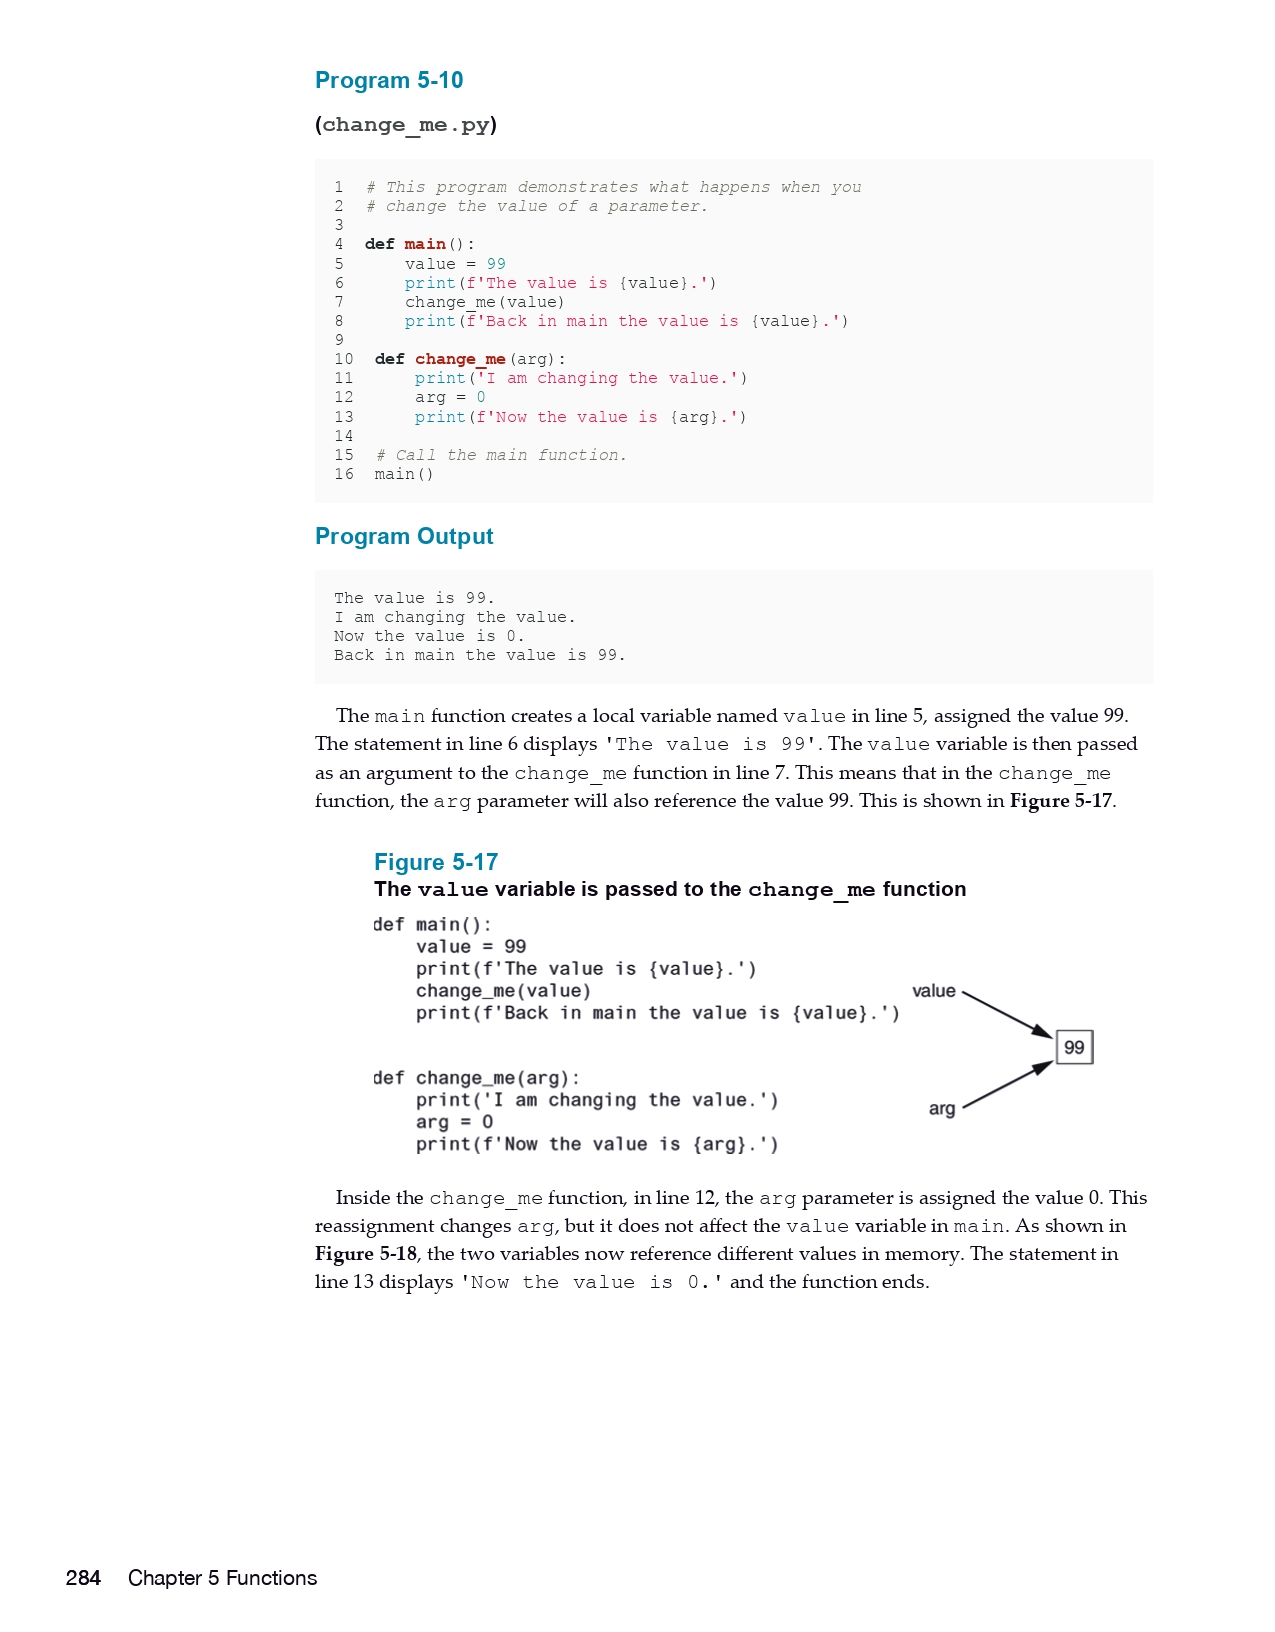 Program 5-10
(change_me.py)
1  # This program demonstrates what happens when you
2  # change the value of a parameter.
3
4  def main():
5      value = 99
6      print(f'The value is {value}.')
7      change_me(value)
8      print(f'Back in main the value is {value}.')
9
10  def change_me(arg):
11      print('I am changing the value.')
12      arg = 0
13      print(f'Now the value is {arg}.')
14
15  # Call the main function.
16  main()
Program Output
The value is 99.
I am changing the value.
Now the value is 0.
Back in main the value is 99.
The main function creates a local variable named value in line 5, assigned the value 99.
The statement in line 6 displays 'The value is 99'. The value variable is then passed
as an argument to the change_me function in line 7. This means that in the change_me
function, the arg parameter will also reference the value 99. This is shown in Figure 5-17.
Figure 5-17
The value variable is passed to the change_me function
def main():
    value = 99
    print(f'The value is {value}.')
    change_me(value)
    print(f'Back in main the value is {value}.')
value
99
def change_me(arg):
    print('I am changing the value.')
    arg = 0
    print(f'Now the value is {arg}.')
arg
Inside the change_me function, in line 12, the arg parameter is assigned the value 0. This
reassignment changes arg, but it does not affect the value variable in main. As shown in
Figure 5-18, the two variables now reference different values in memory. The statement in
line 13 displays 'Now the value is 0.' and the function ends.
284 Chapter 5 Functions